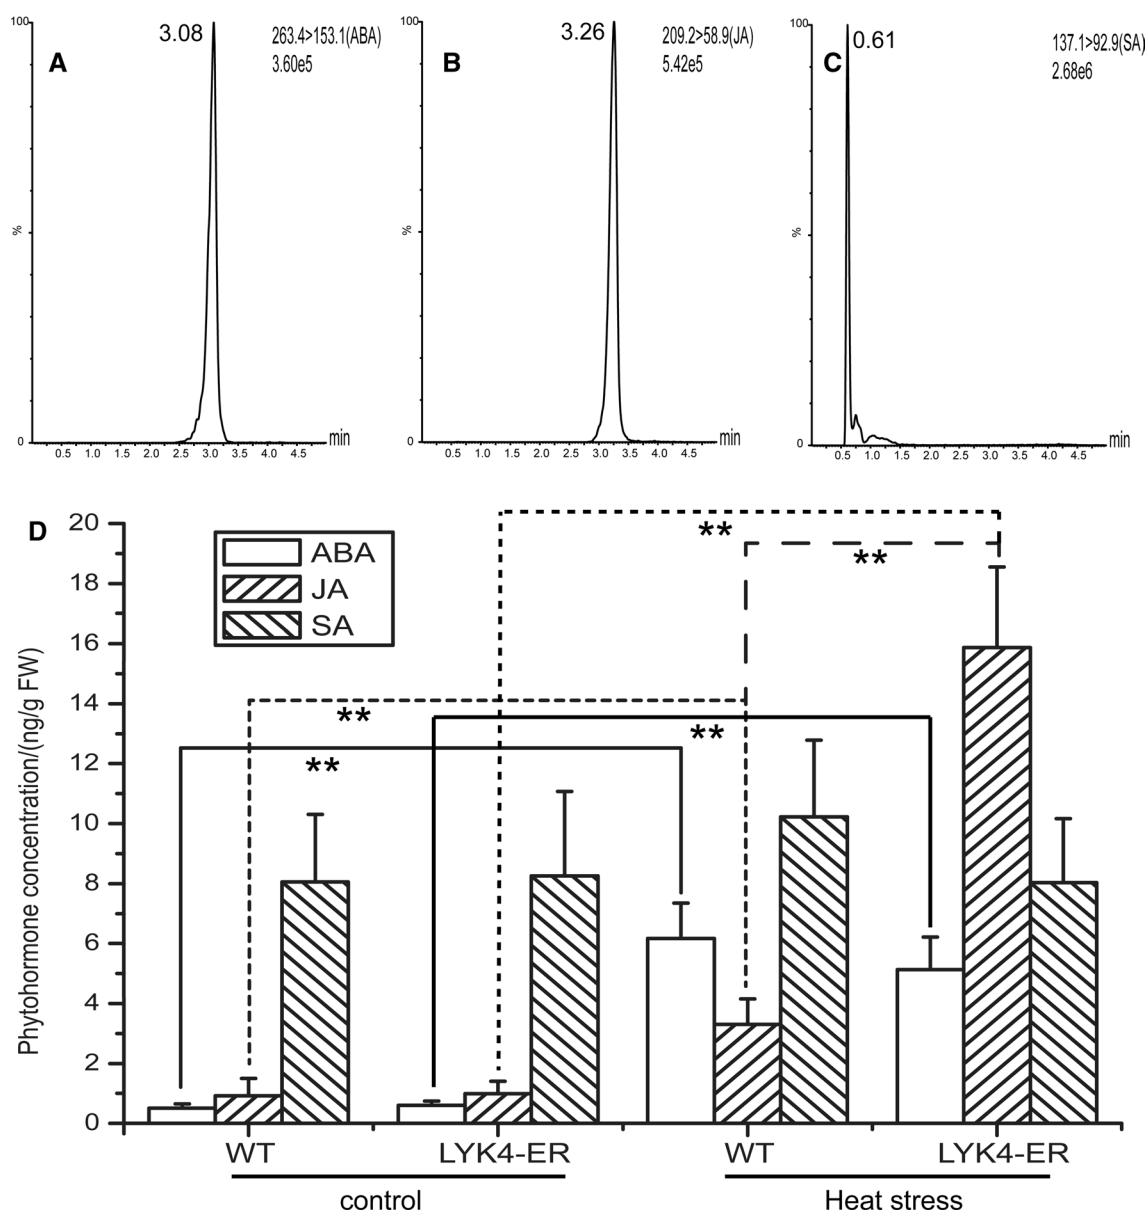 A
3.08
263.4>153.1(ABA)
3.60e5
100
%
0
0.5 1.0 1.5 2.0 2.5 3.0 3.5 4.0 4.5
min
B
3.26
209.2>58.9(JA)
5.42e5
100
%
0
0.5 1.0 1.5 2.0 2.5 3.0 3.5 4.0 4.5
min
C
0.61
137.1>92.9(SA)
2.68e6
100
%
0
0.5 1.0 1.5 2.0 2.5 3.0 3.5 4.0 4.5
min
D
Phytohormone concentration/(ng/g FW)
20
18
16
14
12
10
8
6
4
2
0
ABA
JA
SA
**
**
**
**
**
WT LYK4-ER WT LYK4-ER
control Heat stress